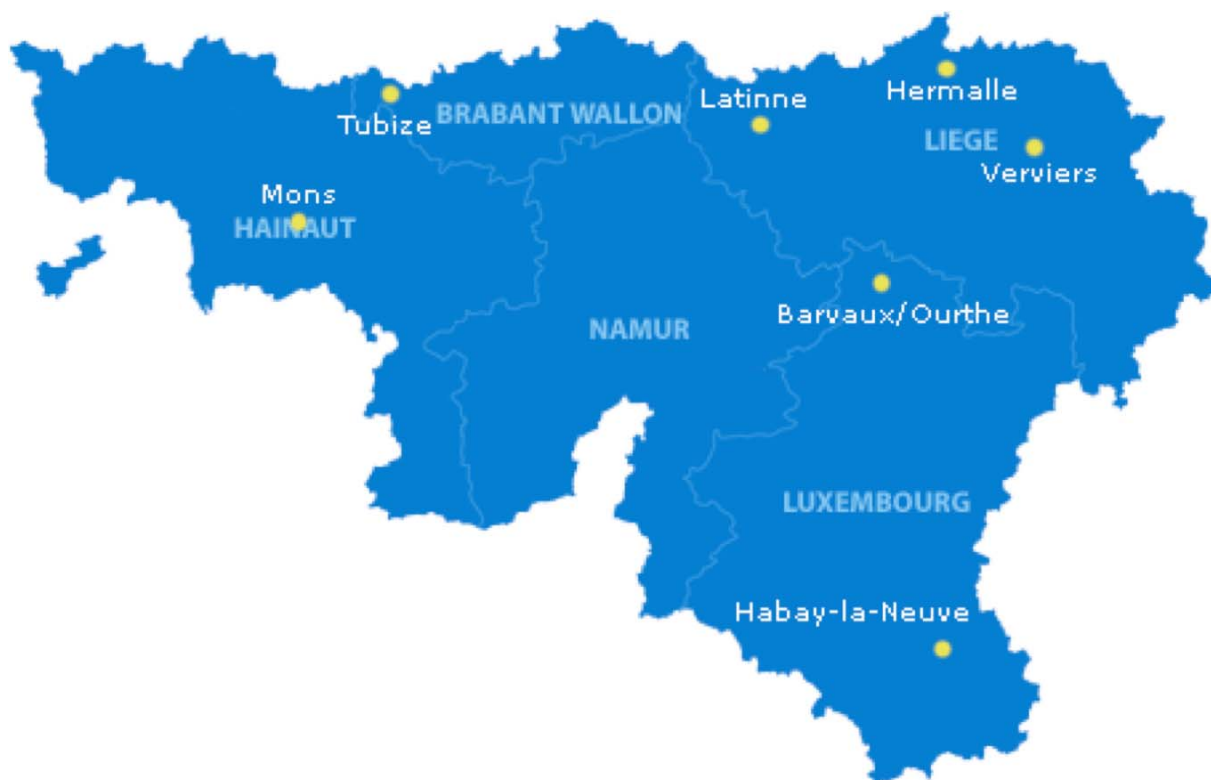 Hermalle
Latinne
BRABANT WALLON
Tubize
LIEGE
Verviers
Mons
HAINAUT
Barvaux/Ourthe
NAMUR
LUXEMBOURG
Habay-la-Neuve